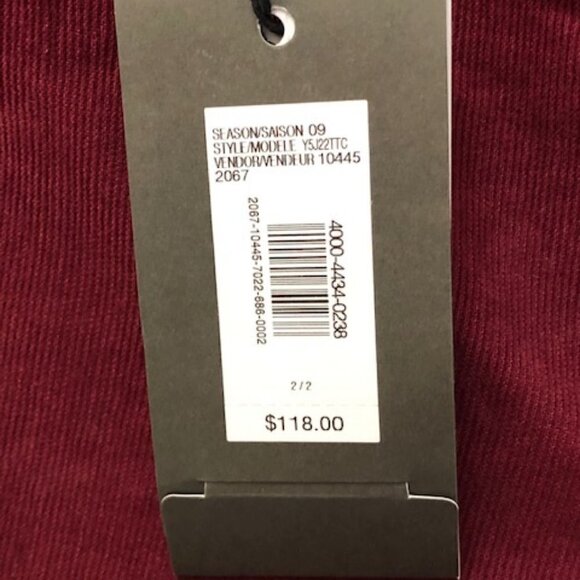 SEASON/SAISON 09
STYLE/MODELE Y5J22TTC
VENDOR/VENDEUR 10445
2067
2067-10445-7022-686-0002
4000-4434-0238
2/2
$118.00